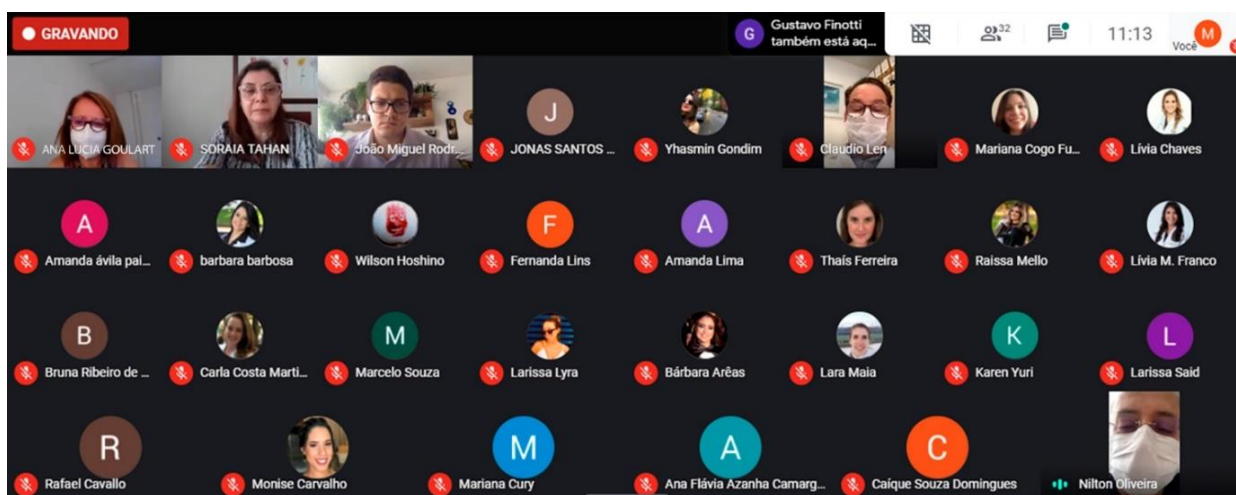 GRAVANDO
G
Gustavo Finotti
também está aq...
32
11:13
Você
M
ANA LUCIA GOULART
SORAIA TAHAN
João Miguel Rodr...
J
JONAS SANTOS ...
Yhasmin Gondim
Claudio Len
Mariana Cogo Fu...
Lívia Chaves
A
Amanda ávila pai...
barbara barbosa
Wilson Hoshino
F
Fernanda Lins
A
Amanda Lima
Thaís Ferreira
Raissa Mello
Lívia M. Franco
B
Bruna Ribeiro de ...
Carla Costa Marti...
M
Marcelo Souza
Larissa Lyra
Bárbara Arêas
Lara Maia
K
Karen Yuri
L
Larissa Said
R
Rafael Cavallo
Monise Carvalho
M
Mariana Cury
A
Ana Flávia Azanha Camarg...
C
Caíque Souza Domingues
Nilton Oliveira